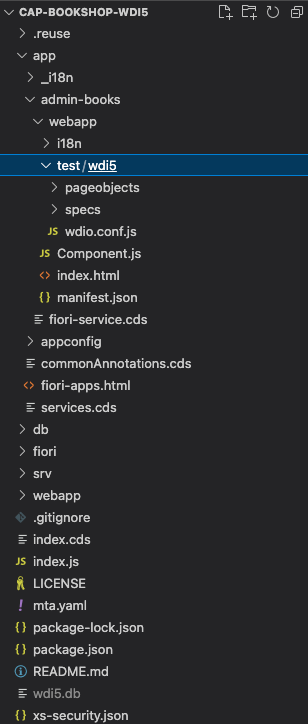 CAP-BOOKSHOP-WDI5
.reuse
app
_i18n
admin-books
webapp
i18n
test/wdi5
pageobjects
specs
JS wdio.conf.js
JS Component.js
<> index.html
{} manifest.json
fiori-service.cds
appconfig
commonAnnotations.cds
<> fiori-apps.html
services.cds
db
fiori
srv
webapp
.gitignore
index.cds
JS index.js
LICENSE
! mta.yaml
{} package-lock.json
{} package.json
README.md
wdi5.db
{} xs-security.json